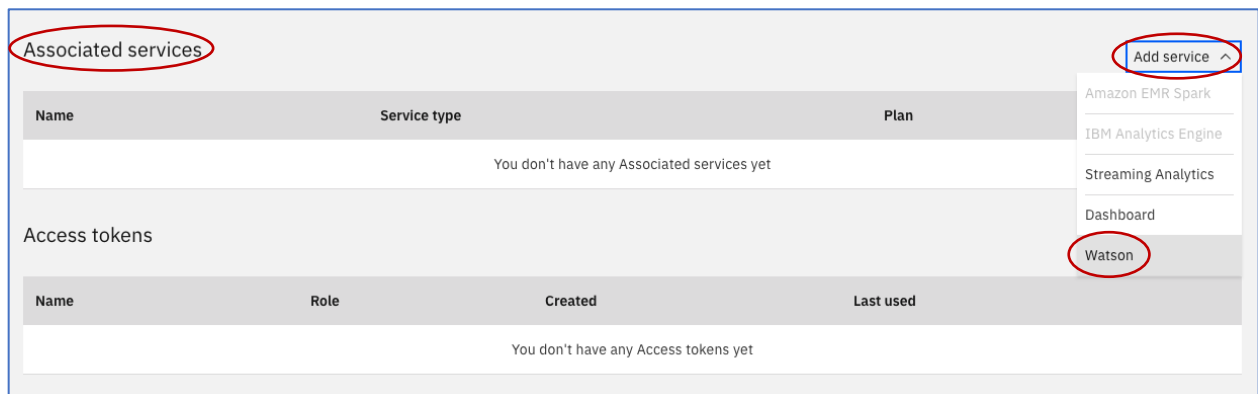 Associated services
Add service
Amazon EMR Spark
Name Service type Plan
IBM Analytics Engine
You don't have any Associated services yet
Streaming Analytics
Dashboard
Access tokens
Watson
Name Role Created Last used
You don't have any Access tokens yet